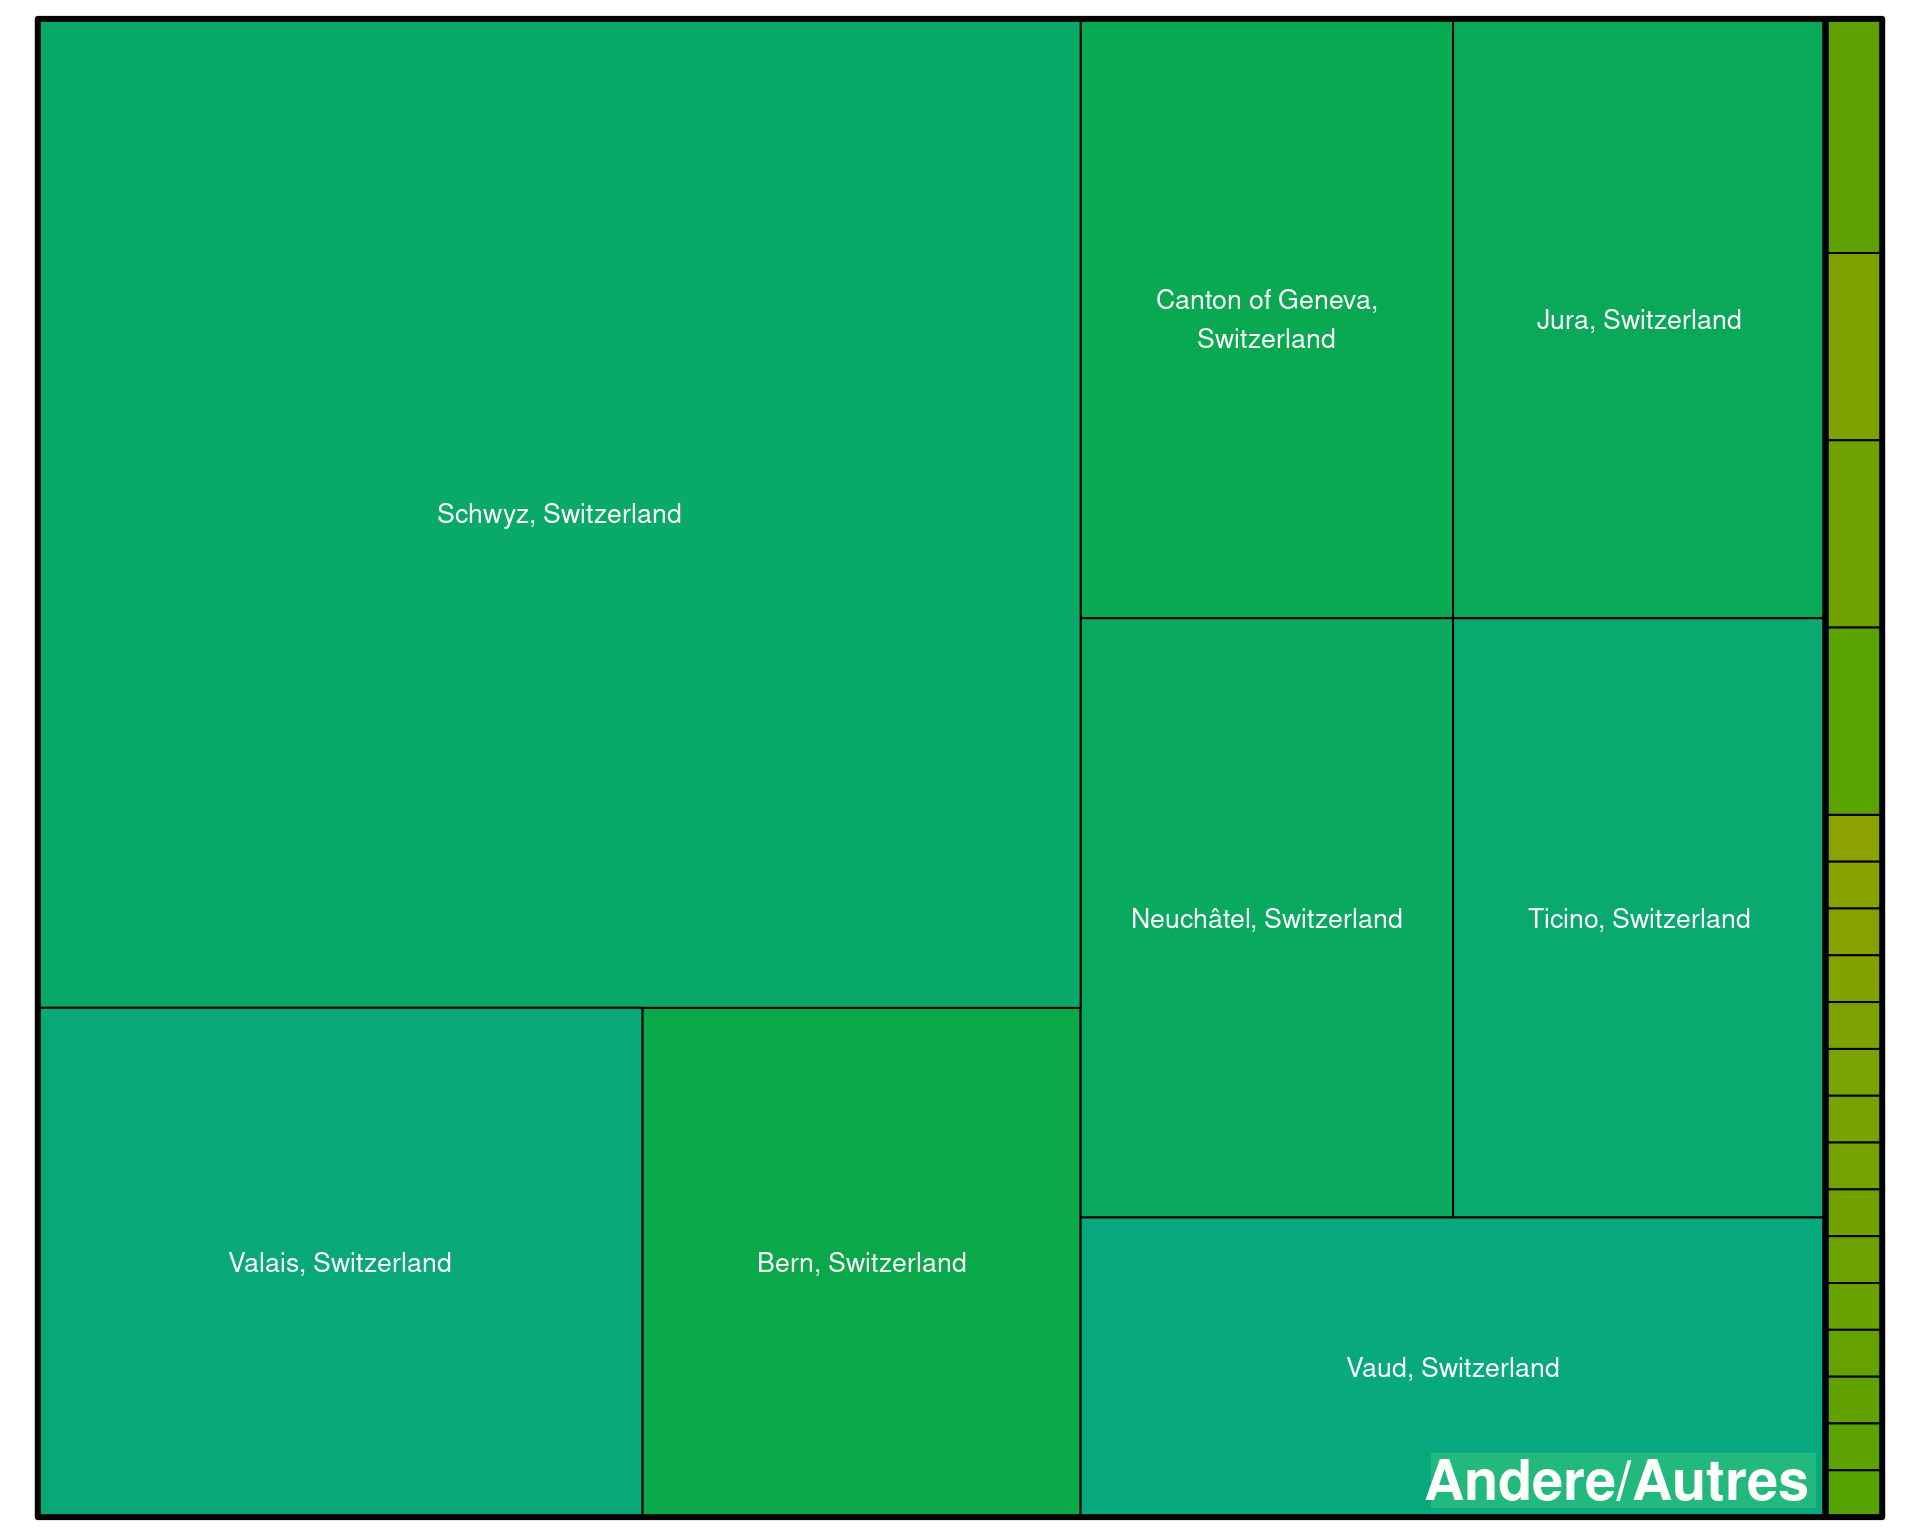 Schwyz, Switzerland
Canton of Geneva,
Switzerland
Jura, Switzerland
Neuchâtel, Switzerland
Ticino, Switzerland
Valais, Switzerland
Bern, Switzerland
Vaud, Switzerland
Andere/Autres